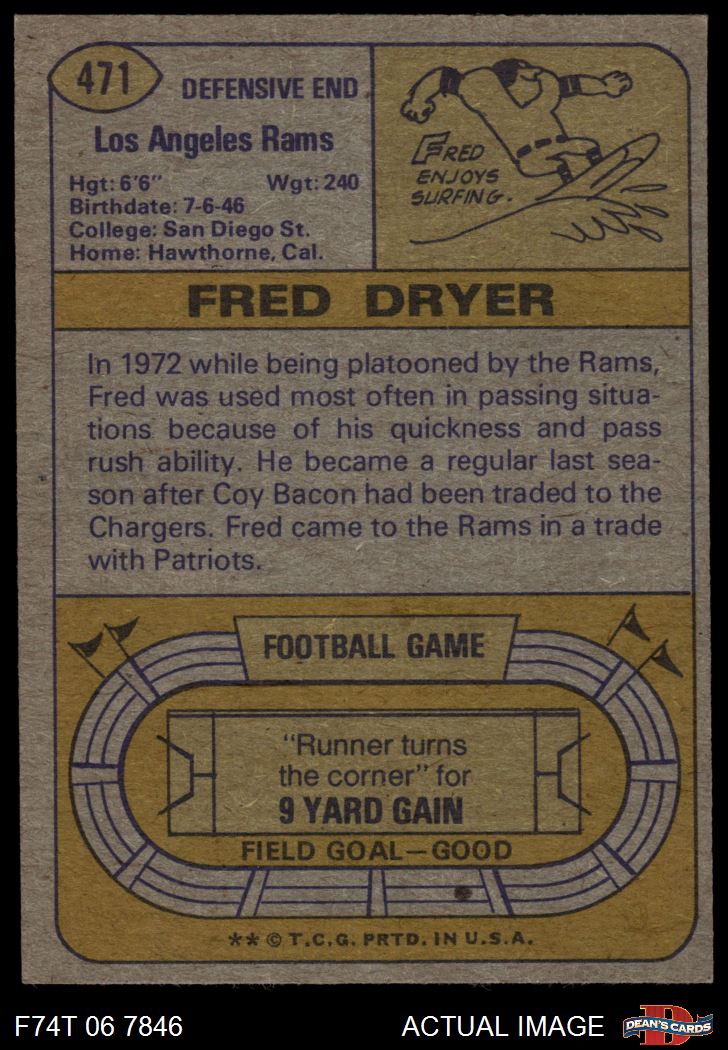 471
DEFENSIVE END
Los Angeles Rams
Hgt: 6'6" Wgt: 240
Birthdate: 7-6-46
College: San Diego St.
Home: Hawthorne, Cal.
FRED
ENJOYS
SURFING.
FRED DRYER
In 1972 while being platooned by the Rams,
Fred was used most often in passing situa-
tions because of his quickness and pass
rush ability. He became a regular last sea-
son after Coy Bacon had been traded to the
Chargers. Fred came to the Rams in a trade
with Patriots.
FOOTBALL GAME
"Runner turns
the corner" for
9 YARD GAIN
FIELD GOAL—GOOD
** © T.C.G. PRTD. IN U.S.A.
F74T 06 7846 ACTUAL IMAGE
D
DEAN'S CARDS